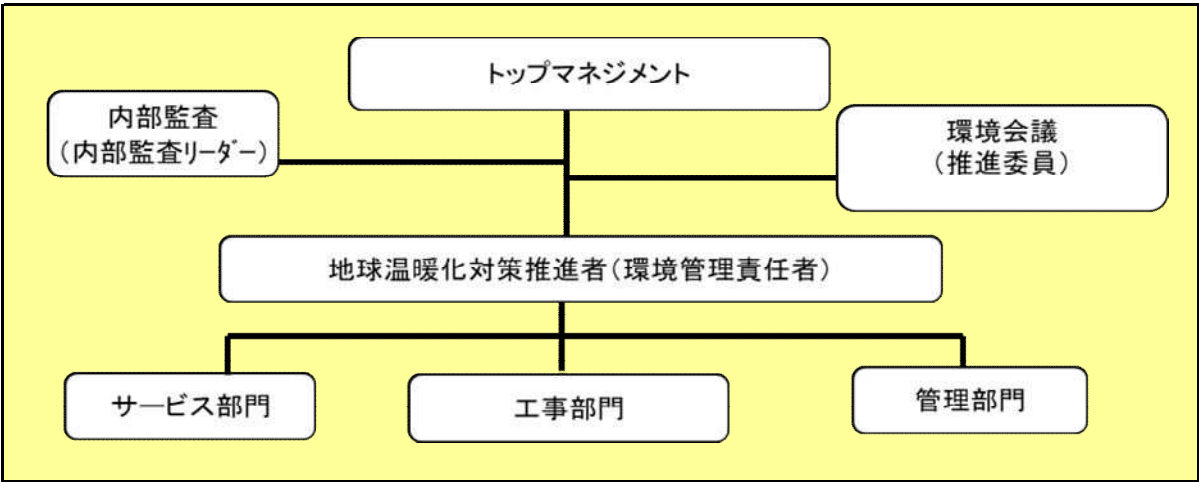 トップマネジメント
内部監査
（内部監査ﾘｰﾀﾞｰ）
環境会議
（推進委員）
地球温暖化対策推進者（環境管理責任者）
サービス部門
工事部門
管理部門